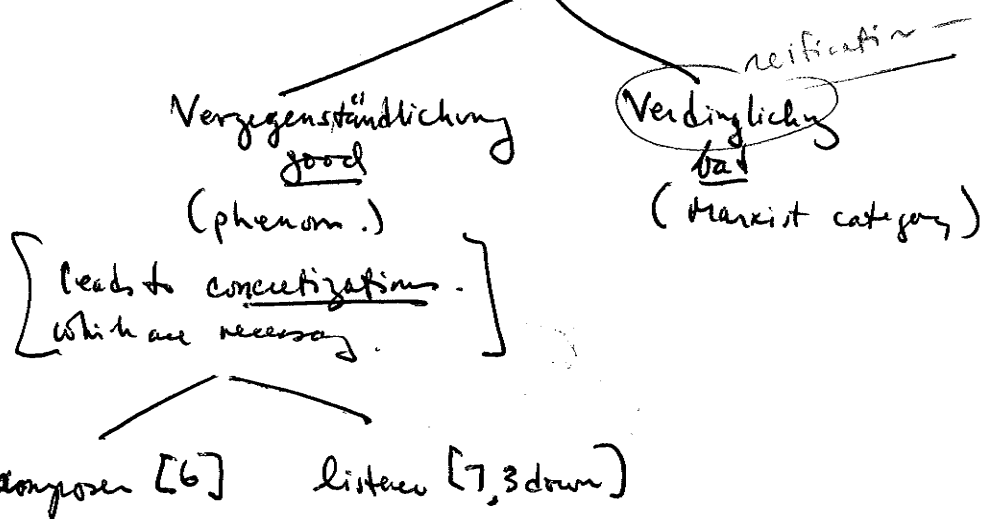 reification —
Vergegenständlichung
Verdinglichung
good
bad
(phenom.)
(Marxist category)
[leads to concretizations.
which are necessary.]
composer [6]
listener [7, 3 down]